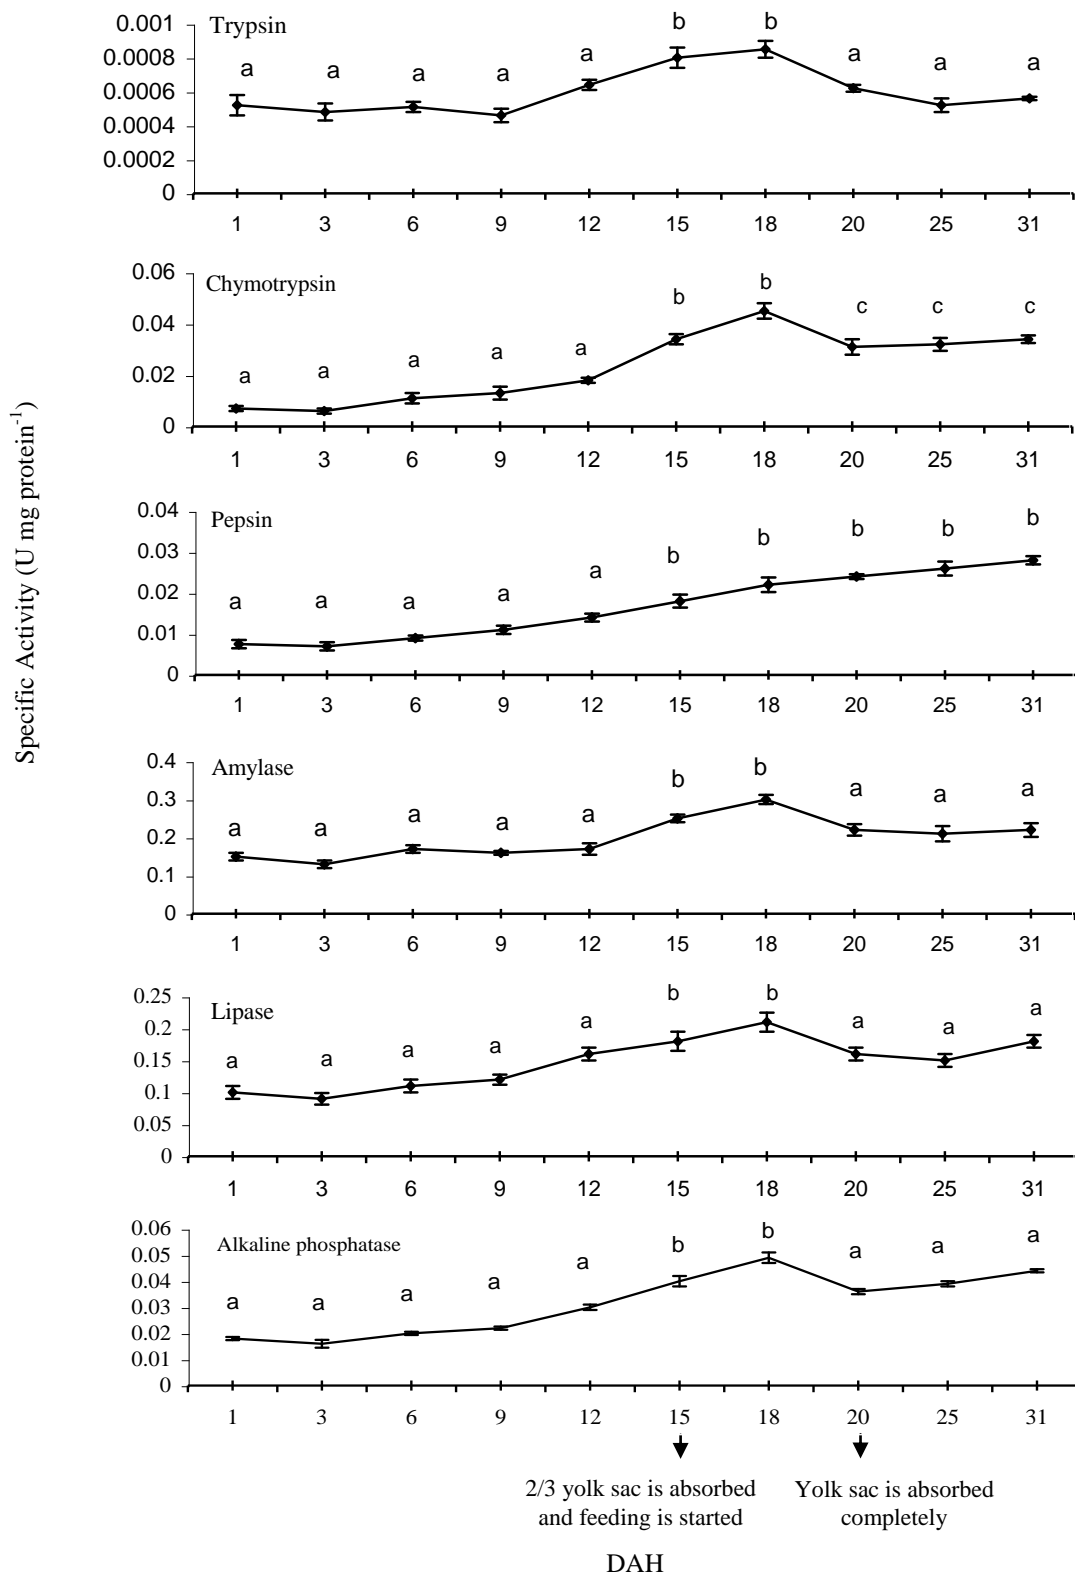 Specific Activity (U mg protein-1)
Trypsin
0.001
0.0008
0.0006
0.0004
0.0002
0
a a a a a b b a a a
1 3 6 9 12 15 18 20 25 31
Chymotrypsin
0.06
0.04
0.02
0
a a a a a b b c c c
1 3 6 9 12 15 18 20 25 31
Pepsin
0.04
0.03
0.02
0.01
0
a a a a a b b b b b
1 3 6 9 12 15 18 20 25 31
Amylase
0.4
0.3
0.2
0.1
0
a a a a a b b a a a
1 3 6 9 12 15 18 20 25 31
Lipase
0.25
0.2
0.15
0.1
0.05
0
a a a a a b b a a a
1 3 6 9 12 15 18 20 25 31
Alkaline phosphatase
0.06
0.05
0.04
0.03
0.02
0.01
0
a a a a a b b a a a
1 3 6 9 12 15 18 20 25 31
2/3 yolk sac is absorbed
and feeding is started
Yolk sac is absorbed
completely
DAH